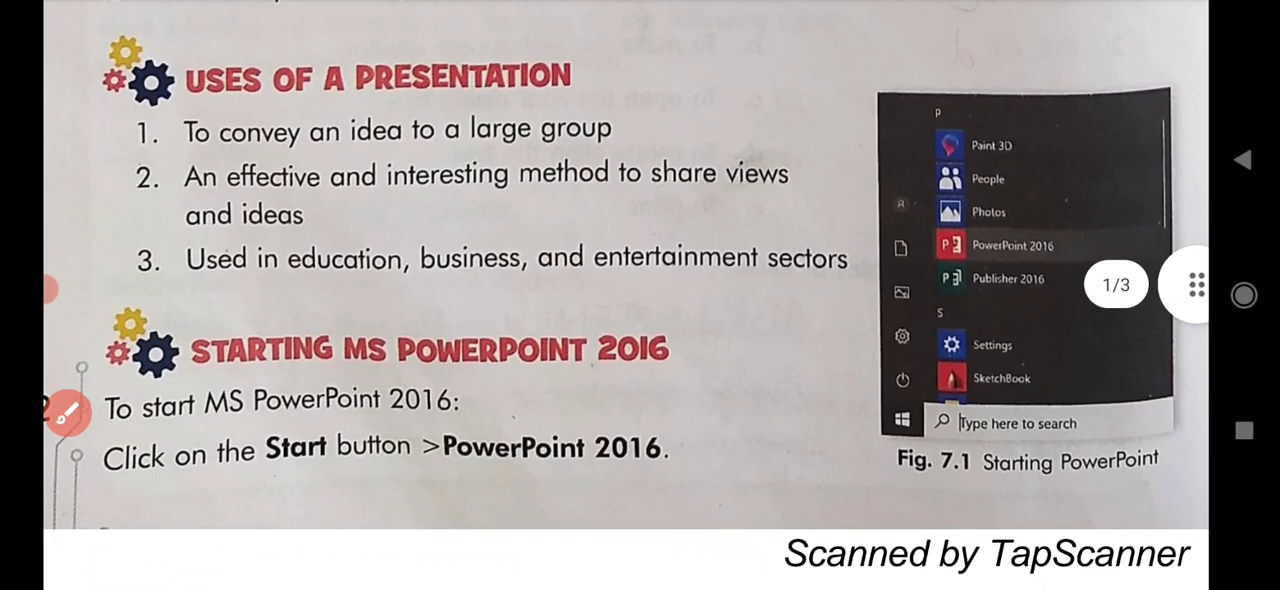 USES OF A PRESENTATION
1. To convey an idea to a large group
2. An effective and interesting method to share views
and ideas
3. Used in education, business, and entertainment sectors
STARTING MS POWERPOINT 2016
To start MS PowerPoint 2016:
Click on the Start button >PowerPoint 2016.
P
Paint 3D
People
Photos
PowerPoint 2016
Publisher 2016
S
Settings
SketchBook
Type here to search
Fig. 7.1 Starting PowerPoint
1/3
Scanned by TapScanner